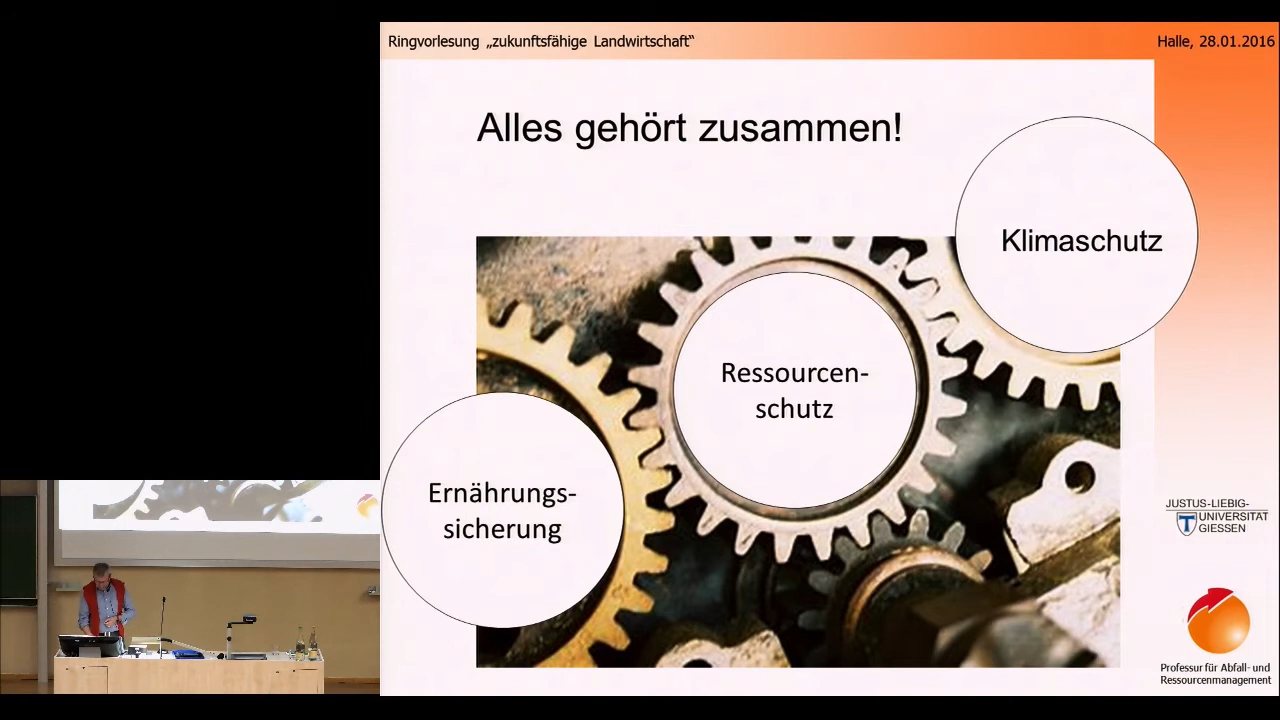 Ringvorlesung „zukunftsfähige Landwirtschaft“
Halle, 28.01.2016
Alles gehört zusammen!
Klimaschutz
Ressourcen-
schutz
Ernährungs-
sicherung
JUSTUS-LIEBIG-
UNIVERSITÄT
GIESSEN
Professur für Abfall- und
Ressourcenmanagement